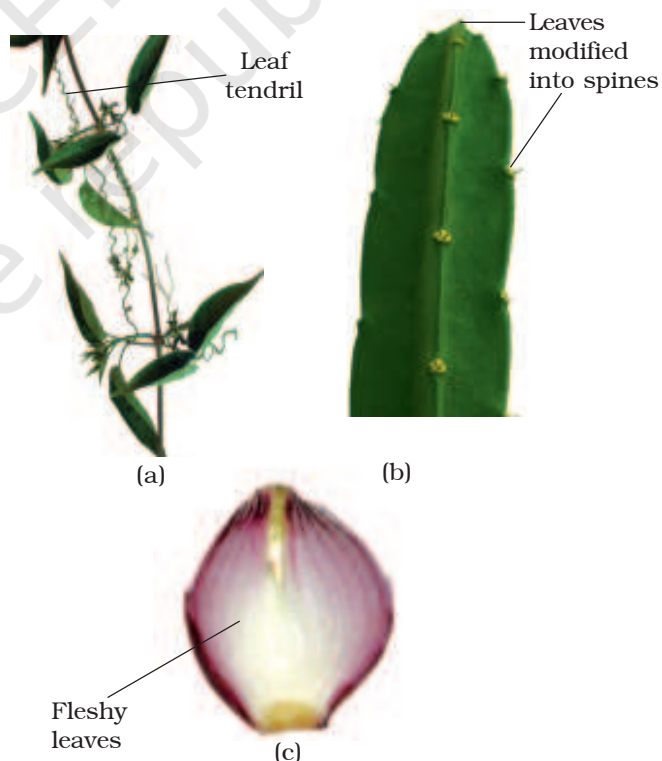 Leaf
tendril
Leaves
modified
into spines
(a)
(b)
Fleshy
leaves
(c)